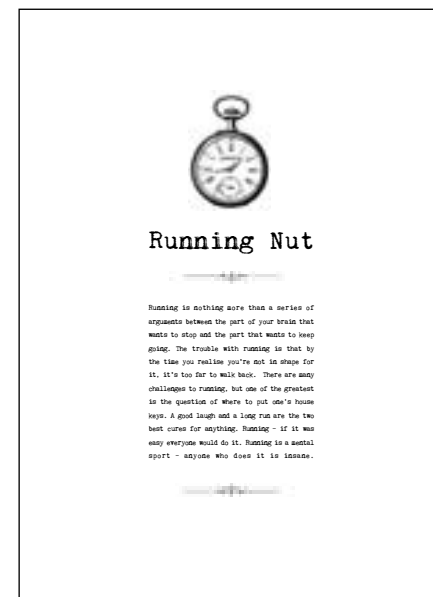 Running Nut
Running is nothing more than a series of
arguments between the part of your brain that
wants to stop and the part that wants to keep
going. The trouble with running is that by
the time you realise you're not in shape for
it, it's too far to walk back. There are many
challenges to running, but one of the greatest
is the question of where to put one's house
keys. A good laugh and a long run are the two
best cures for anything. Running - if it was
easy everyone would do it. Running is a mental
sport - anyone who does it is insane.